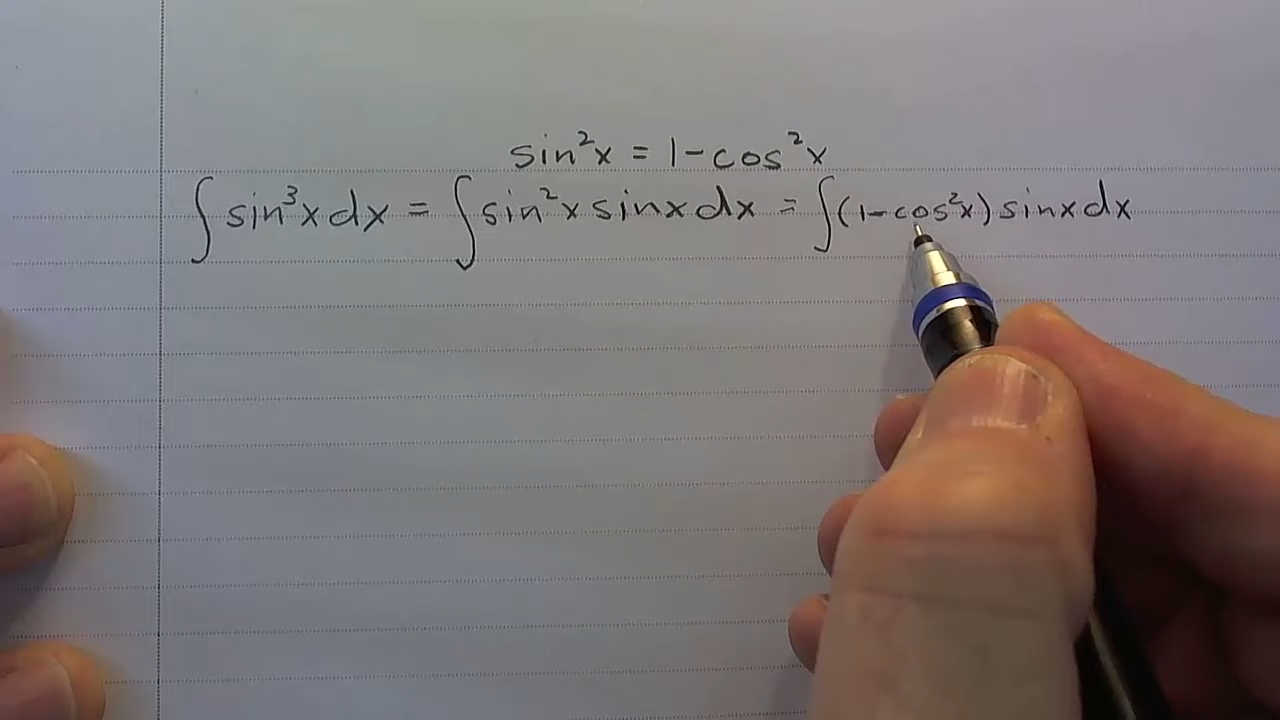 sin²x = 1-cos²x
∫sin³x dx = ∫sin²x sinx dx = ∫(1-cos²x) sinx dx